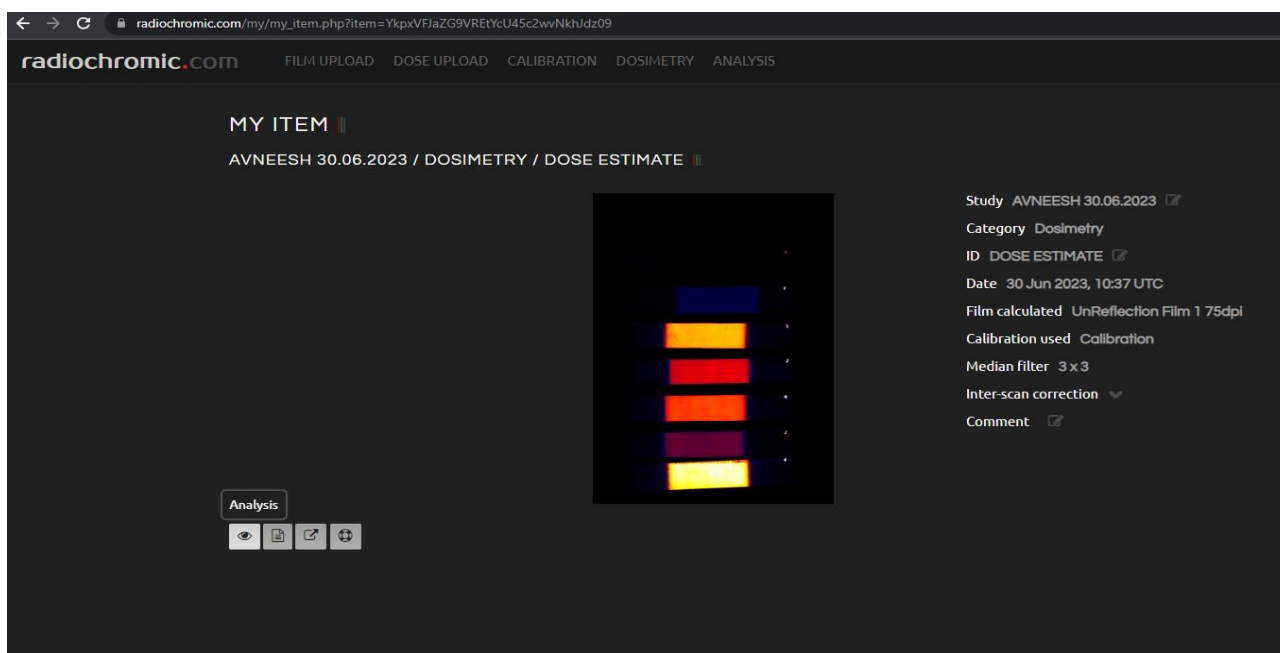 radiochromic.com/my/my_item.php?item=YkpxVFJaZG9VREtYcU45c2wvNkhJdz09
radiochromic.com FILM UPLOAD DOSE UPLOAD CALIBRATION DOSIMETRY ANALYSIS
MY ITEM
AVNEESH 30.06.2023 / DOSIMETRY / DOSE ESTIMATE
Study AVNEESH 30.06.2023
Category Dosimetry
ID DOSE ESTIMATE
Date 30 Jun 2023, 10:37 UTC
Film calculated UnReflection Film 1 75dpi
Calibration used Calibration
Median filter 3 x 3
Inter-scan correction
Comment
Analysis